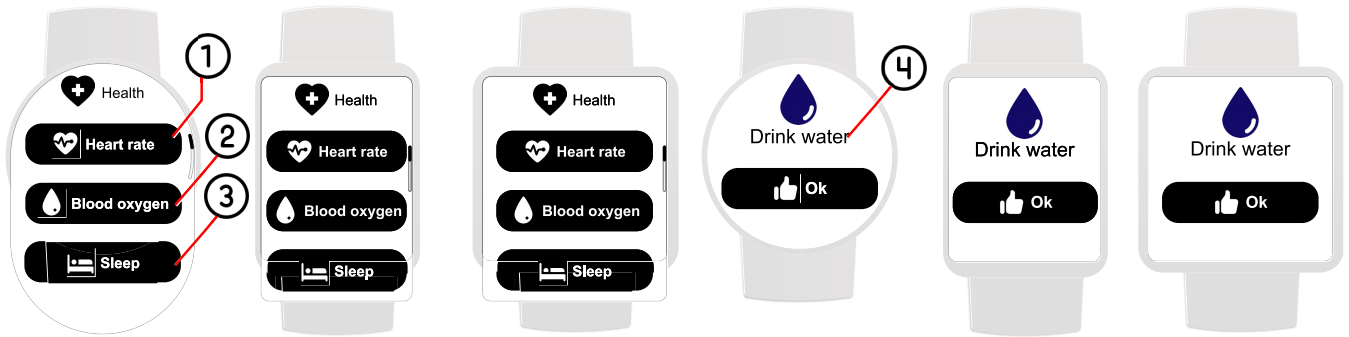 1
Health
Heart rate
2
Blood oxygen
3
Sleep
Health
Heart rate
Blood oxygen
Sleep
Health
Heart rate
Blood oxygen
Sleep
4
Drink water
Ok
Drink water
Ok
Drink water
Ok